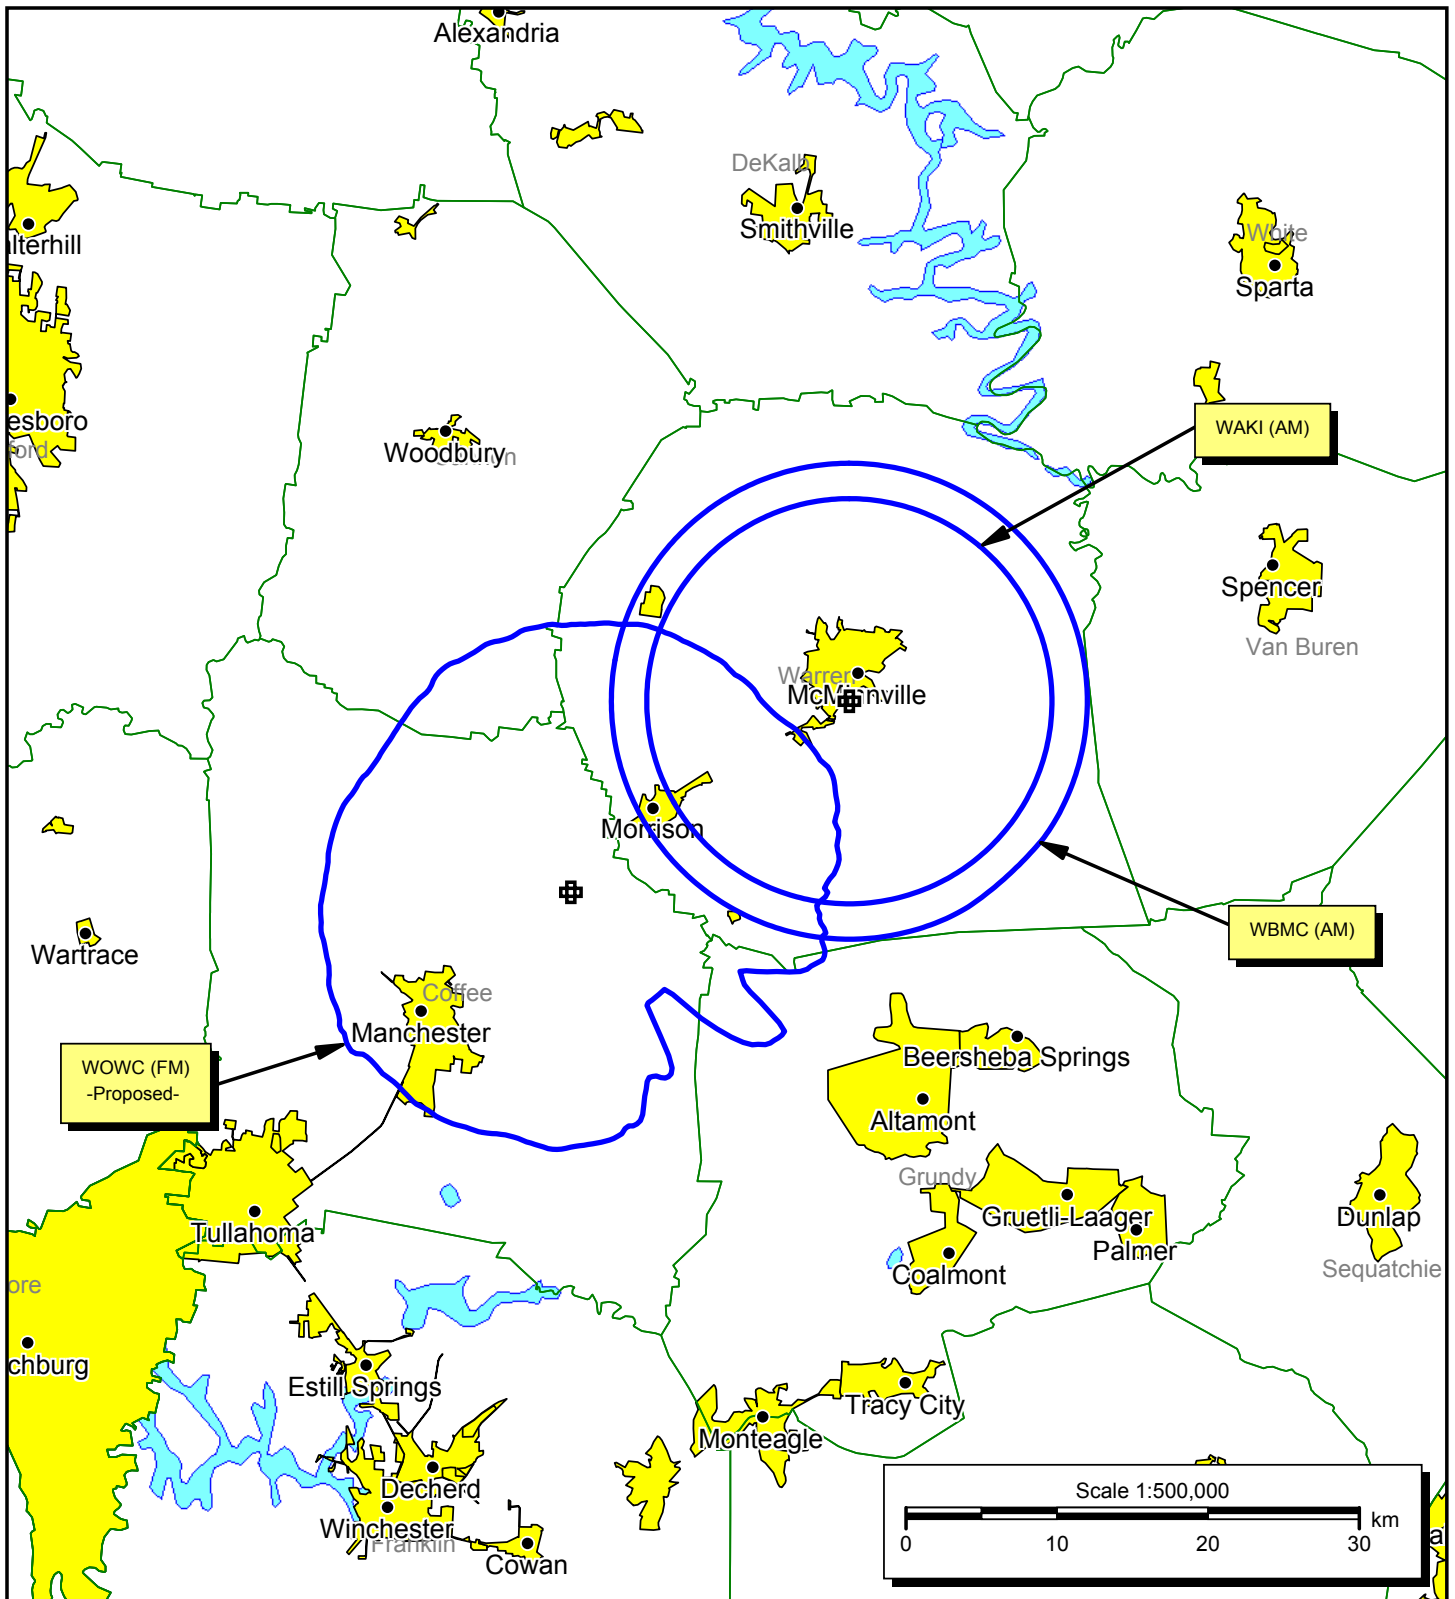 Alexandria
DeKalb
Smithville
lterhill
White
Sparta
esboro
ford
Woodbury
WAKI (AM)
Spencer
Van Buren
Warren
McMinnville
Morrison
Wartrace
WBMC (AM)
Coffee
Manchester
Beersheba Springs
WOWC (FM)
-Proposed-
Altamont
Grundy
Gruetli-Laager
Dunlap
Tullahoma
Palmer
Coalmont
Sequatchie
ore
chburg
Estill Springs
Tracy City
Monteagle
Decherd
Winchester
Franklin
Cowan
Scale 1:500,000
km
0 10 20 30
a